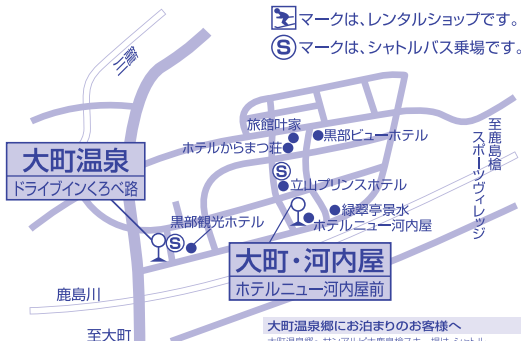 マークは、レンタルショップです。
Ⓢマークは、シャトルバス乗場です。
籠川
旅館叶家
黒部ビューホテル
ホテルからまつ荘
Ⓢ
立山プリンスホテル
至鹿島槍
スポーツヴィレッジ
大町温泉
ドライブインくろべ路
緑翠亭景水
ホテルニュー河内屋
黒部観光ホテル
Ⓢ
大町・河内屋
ホテルニュー河内屋前
鹿島川
至大町
大町温泉郷にお泊まりのお客様へ